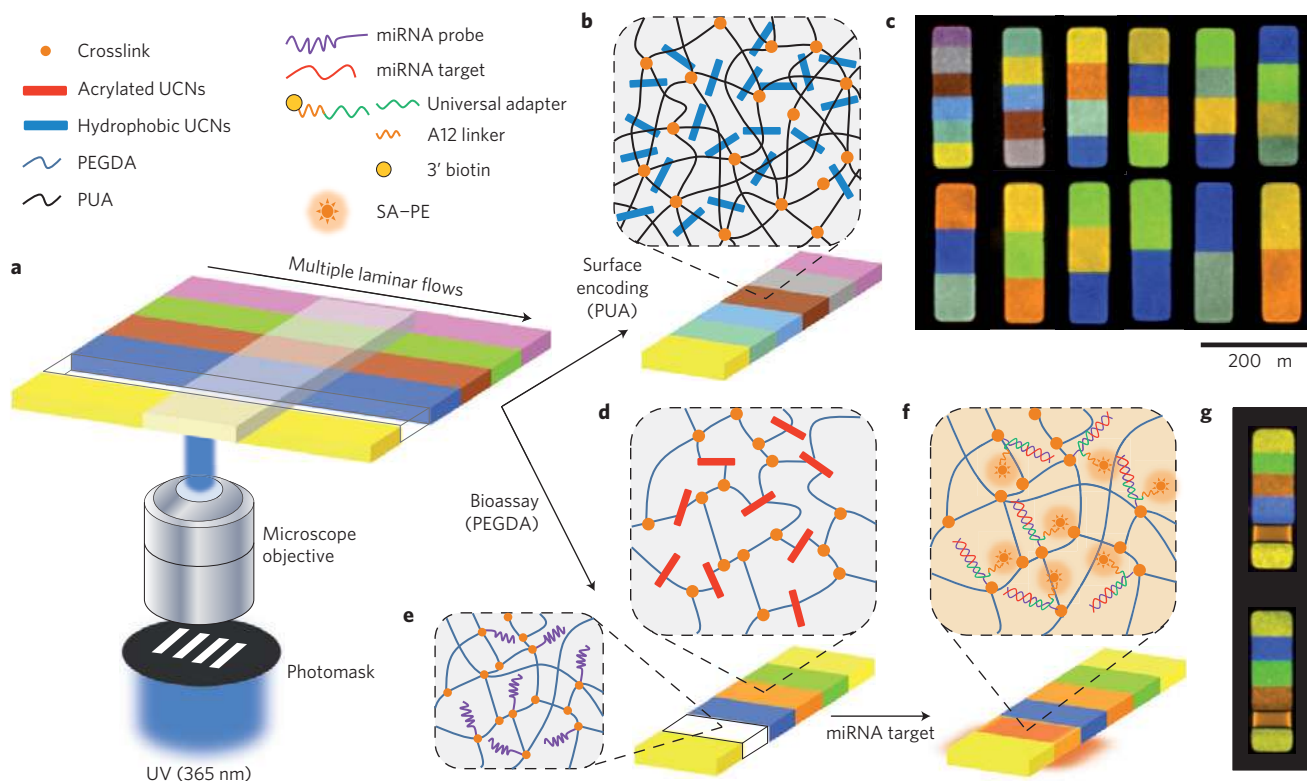 Crosslink
Acrylated UCNs
Hydrophobic UCNs
PEGDA
PUA
miRNA probe
miRNA target
Universal adapter
A12 linker
3′ biotin
SA–PE
a
Multiple laminar flows
Microscope
objective
Photomask
UV (365 nm)
Surface
encoding
(PUA)
Bioassay
(PEGDA)
b
c
200 m
d
e
miRNA target
f
g